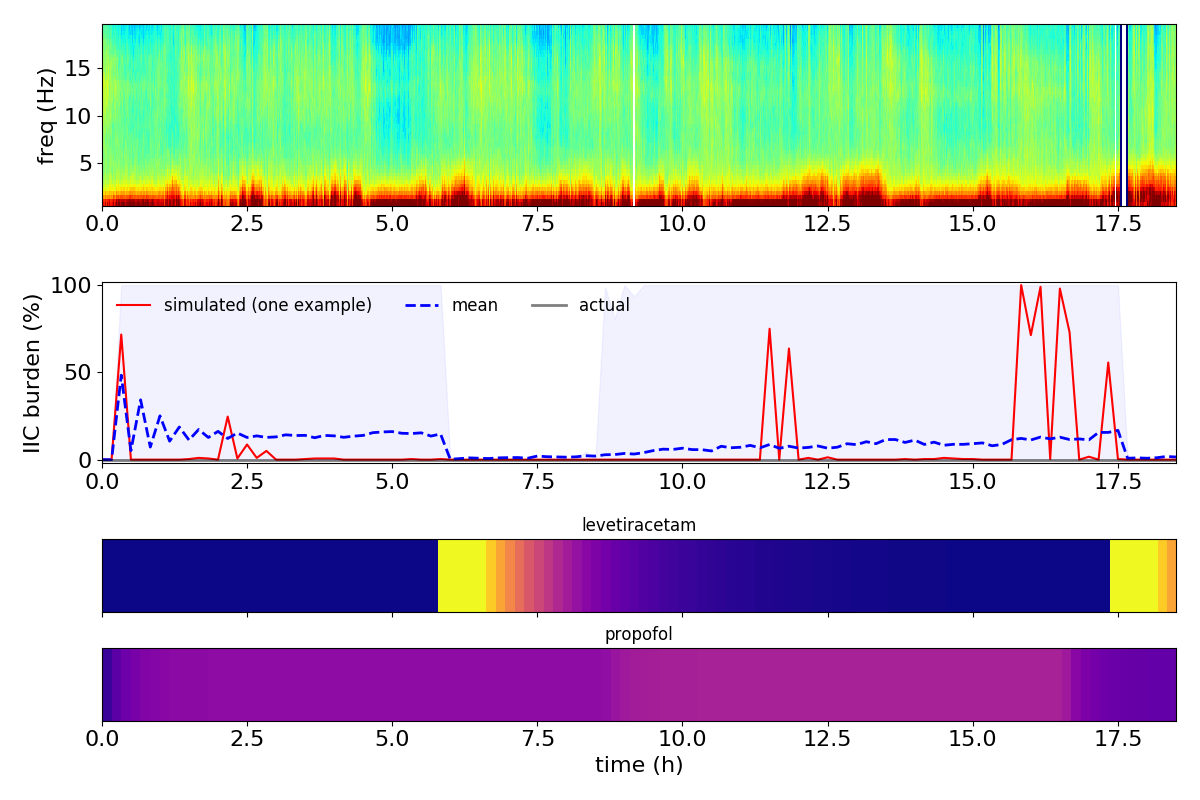 freq (Hz)
15
10
5
0.0 2.5 5.0 7.5 10.0 12.5 15.0 17.5
IIC burden (%)
100
50
0
simulated (one example) mean actual
0.0 2.5 5.0 7.5 10.0 12.5 15.0 17.5
levetiracetam
propofol
0.0 2.5 5.0 7.5 10.0 12.5 15.0 17.5
time (h)